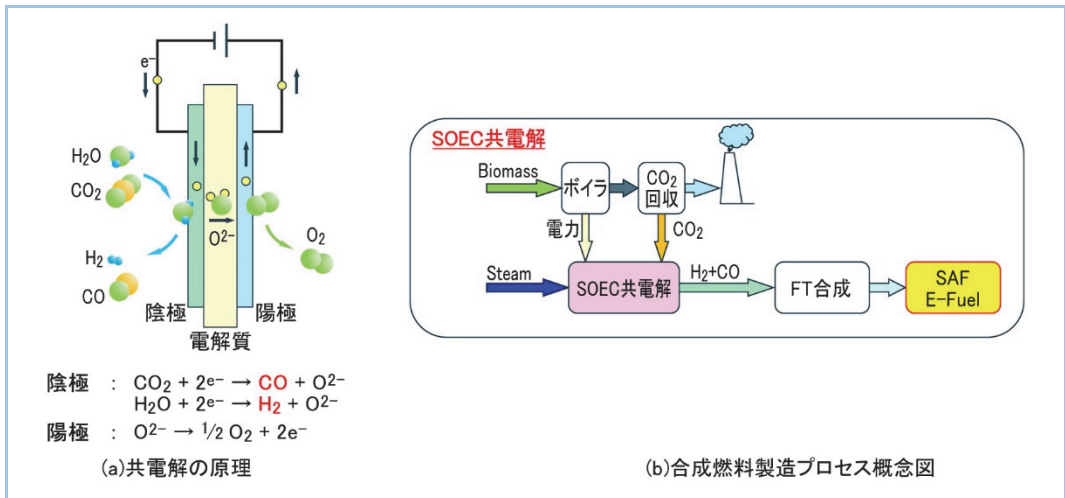 e⁻
H₂O
CO₂
H₂
CO
O²⁻
O₂
陰極
陽極
電解質
陰極 : CO₂ + 2e⁻ → CO + O²⁻
H₂O + 2e⁻ → H₂ + O²⁻
陽極 : O²⁻ → 1/2 O₂ + 2e⁻
(a)共電解の原理
SOEC共電解
Biomass
ボイラ
CO₂
回収
電力
CO₂
Steam
SOEC共電解
H₂+CO
FT合成
SAF
E-Fuel
(b)合成燃料製造プロセス概念図